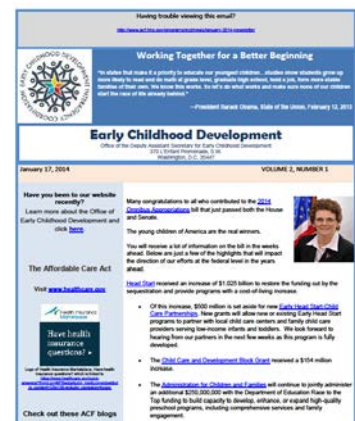 Having trouble viewing this email?
Working Together for a Better Beginning
"In states that make it a priority to educate our youngest children...studies show students grow up
more likely to read and do math at grade level, graduate high school, hold a job, form more stable
families of their own. We know this works. So let's do what works and make sure none of our children
start the race of life already behind."
—President Barack Obama, State of the Union, February 12, 2013
Early Childhood Development
Office of the Deputy Assistant Secretary for Early Childhood Development
370 L'Enfant Promenade, S.W.
Washington, D.C. 20447
January 17, 2014
VOLUME 2, NUMBER 1
Have you been to our website
recently?
Learn more about the Office of
Early Childhood Development and
click here.
The Affordable Care Act
Visit www.healthcare.gov
Health Insurance
Marketplace
Have health
insurance
questions?
Check out these ACF blogs
Many congratulations to all who contributed to the 2014
Omnibus Appropriations bill that just passed both the House
and Senate.
The young children of America are the real winners.
You will receive a lot of information on the bill in the weeks
ahead. Below are just a few of the highlights that will impact
the direction of our efforts at the federal level in the years
ahead.
Head Start received an increase of $1.025 billion to restore the funding cut by the
sequestration and provide programs with a cost-of-living increase.
• Of this increase, $500 million is set aside for new Early Head Start-Child
Care Partnerships. New grants will allow new or existing Early Head Start
programs to partner with local child care centers and family child care
providers serving low-income infants and toddlers. We look forward to
hearing from our partners in the next few weeks as this program is fully
developed.
• The Child Care and Development Block Grant received a $154 million
increase.
• The Administration for Children and Families will continue to jointly administer
an additional $250,000,000 with the Department of Education Race to the
Top funding to build capacity to develop, enhance, or expand high-quality
preschool programs, including comprehensive services and family
engagement.